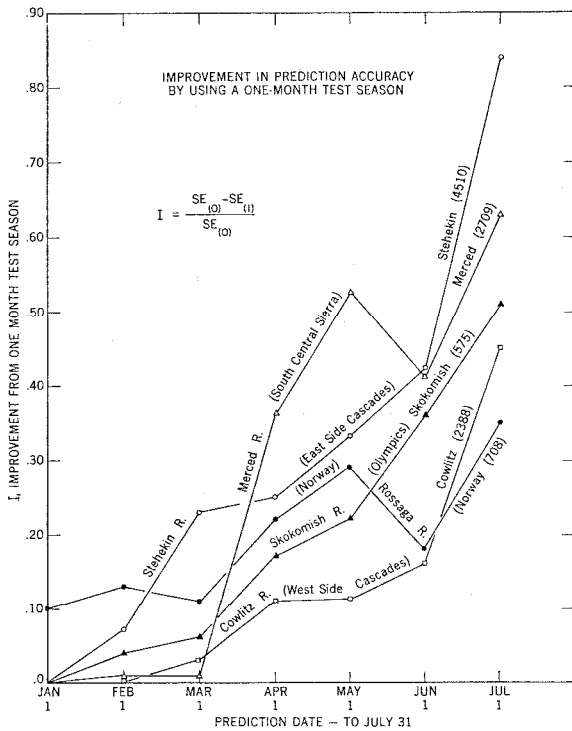 IMPROVEMENT IN PREDICTION ACCURACY
BY USING A ONE-MONTH TEST SEASON
I = SE(0) -SE(1) / SE(0)
I, IMPROVEMENT FROM ONE MONTH TEST SEASON
.90
.80
.70
.60
.50
.40
.30
.20
.10
.0
Stehekin (4510)
Merced (2709)
Skokomish (575)
Cowlitz (2388)
(Norway (708)
Merced R. (South Central Sierra)
Stehekin R. (East Side Cascades)
(Norway) Rossaga R.
Skokomish R. (Olympics)
Cowlitz R. (West Side Cascades)
JAN FEB MAR APR MAY JUN JUL
1 1 1 1 1 1 1
PREDICTION DATE — TO JULY 31